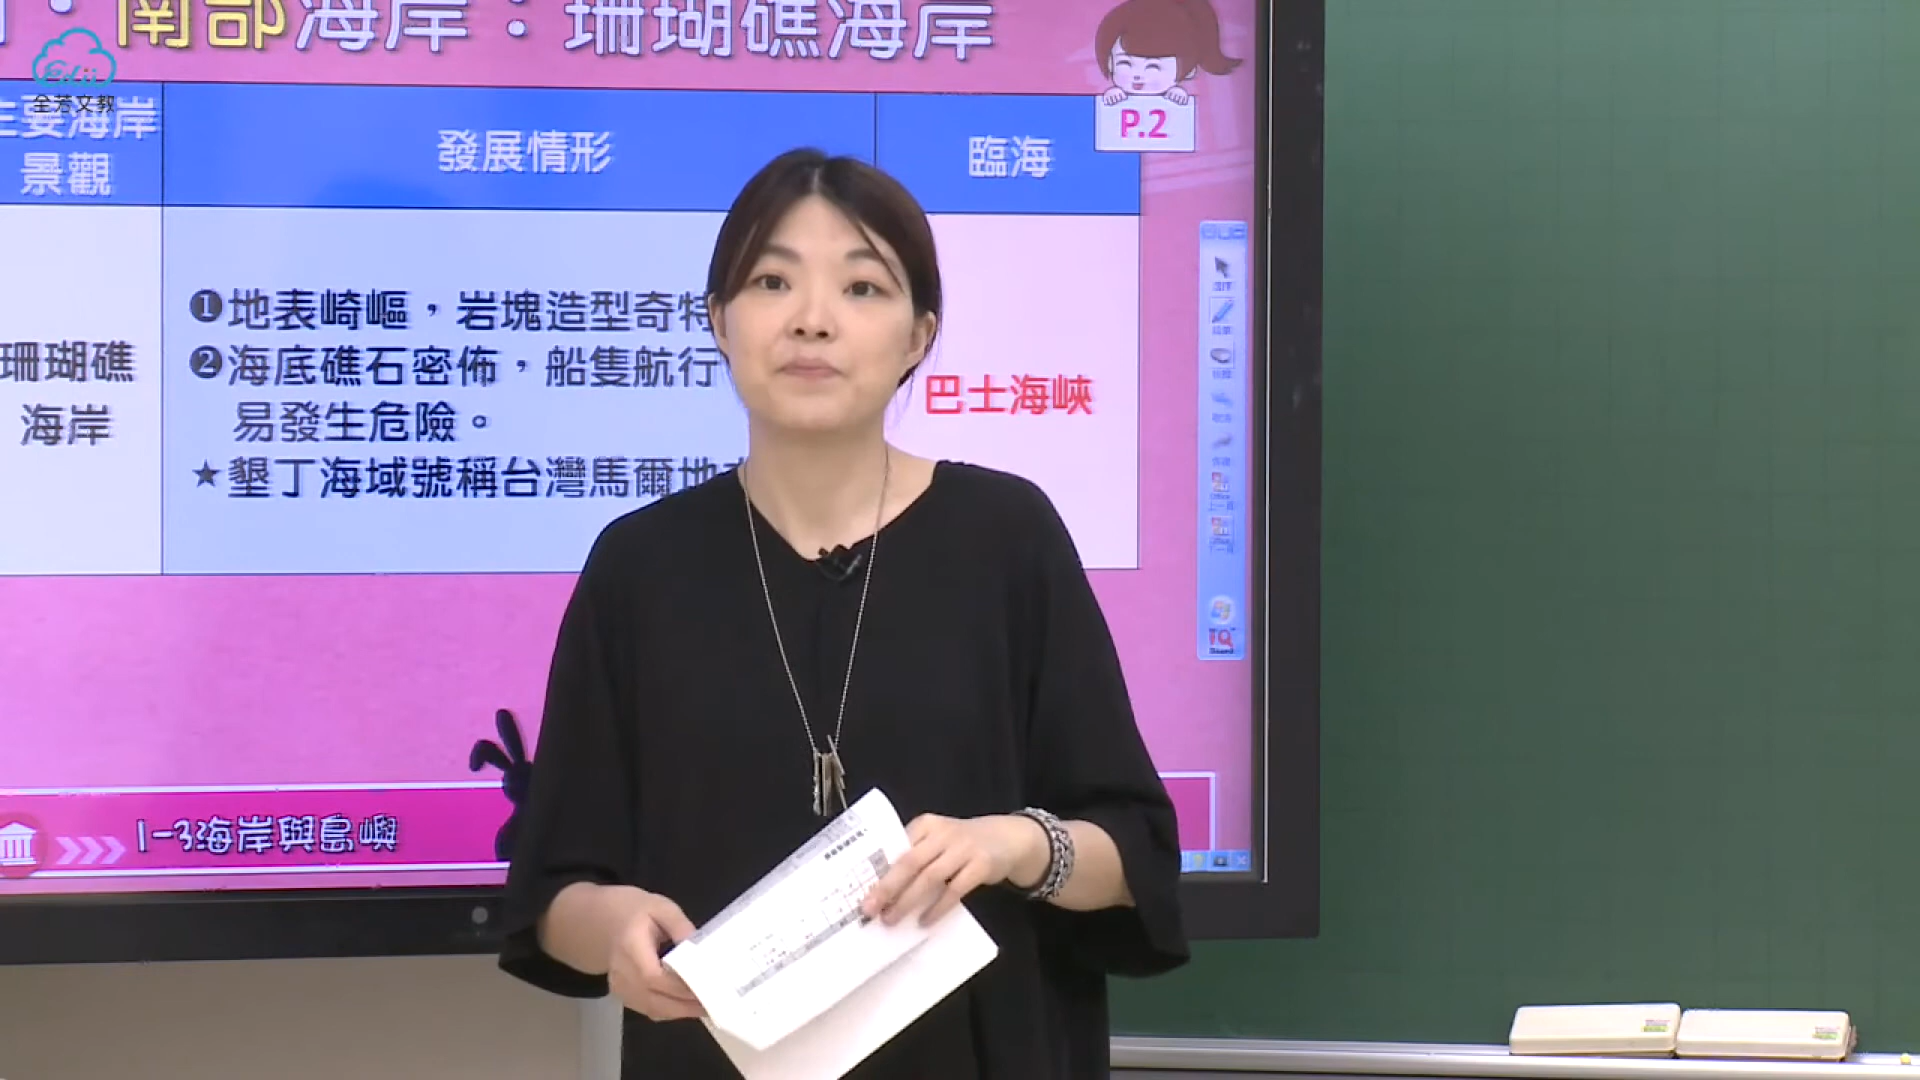 南部海岸：珊瑚礁海岸
Edii
全芳文教
P.2
主要海岸
景觀
發展情形
臨海
珊瑚礁
海岸
❶地表崎嶇，岩塊造型奇特
❷海底礁石密佈，船隻航行
易發生危險。
★墾丁海域號稱台灣馬爾地
巴士海峽
IQ
Board
1-3海岸與島嶼